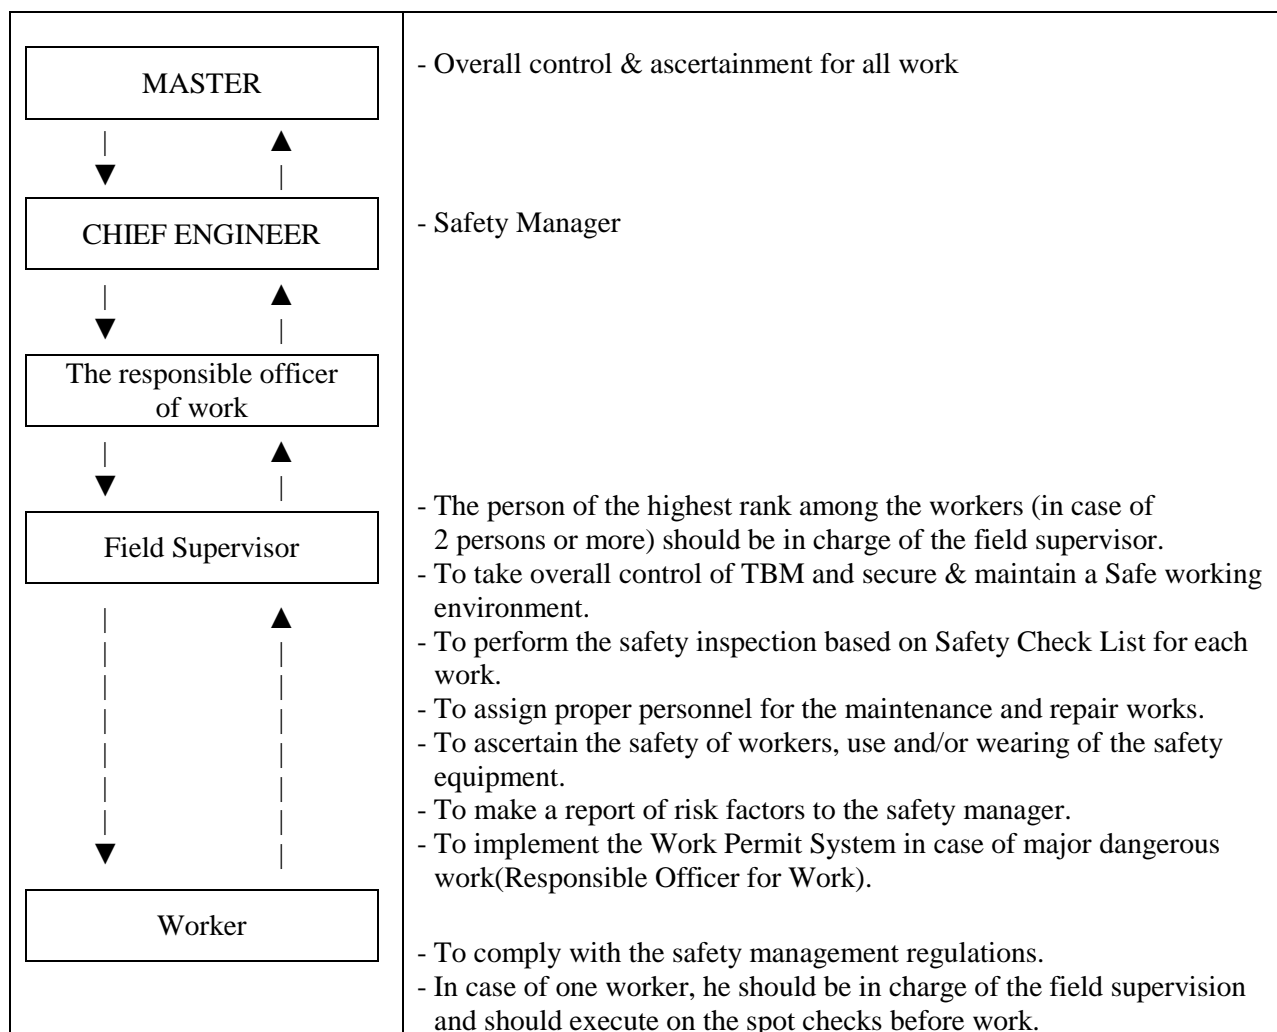 MASTER
- Overall control & ascertainment for all work
CHIEF ENGINEER
- Safety Manager
The responsible officer
of work
Field Supervisor
- The person of the highest rank among the workers (in case of
2 persons or more) should be in charge of the field supervisor.
- To take overall control of TBM and secure & maintain a Safe working
environment.
- To perform the safety inspection based on Safety Check List for each
work.
- To assign proper personnel for the maintenance and repair works.
- To ascertain the safety of workers, use and/or wearing of the safety
equipment.
- To make a report of risk factors to the safety manager.
- To implement the Work Permit System in case of major dangerous
work(Responsible Officer for Work).
Worker
- To comply with the safety management regulations.
- In case of one worker, he should be in charge of the field supervision
and should execute on the spot checks before work.